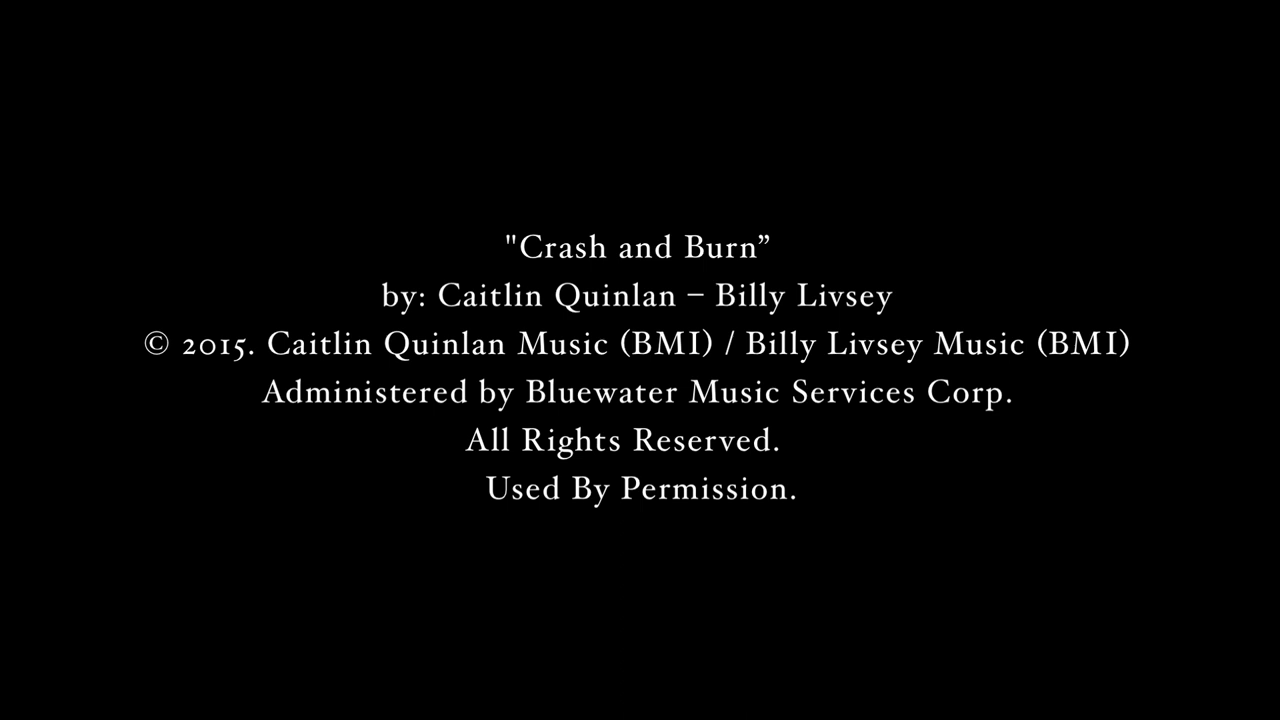 "Crash and Burn”
by: Caitlin Quinlan – Billy Livsey
© 2015. Caitlin Quinlan Music (BMI) / Billy Livsey Music (BMI)
Administered by Bluewater Music Services Corp.
All Rights Reserved.
Used By Permission.